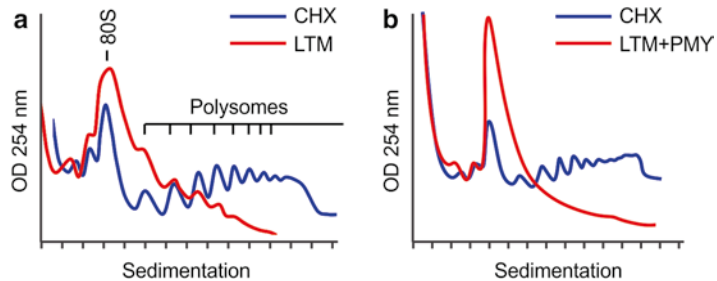 a
– 80S
CHX
LTM
Polysomes
OD 254 nm
Sedimentation
b
CHX
LTM+PMY
OD 254 nm
Sedimentation